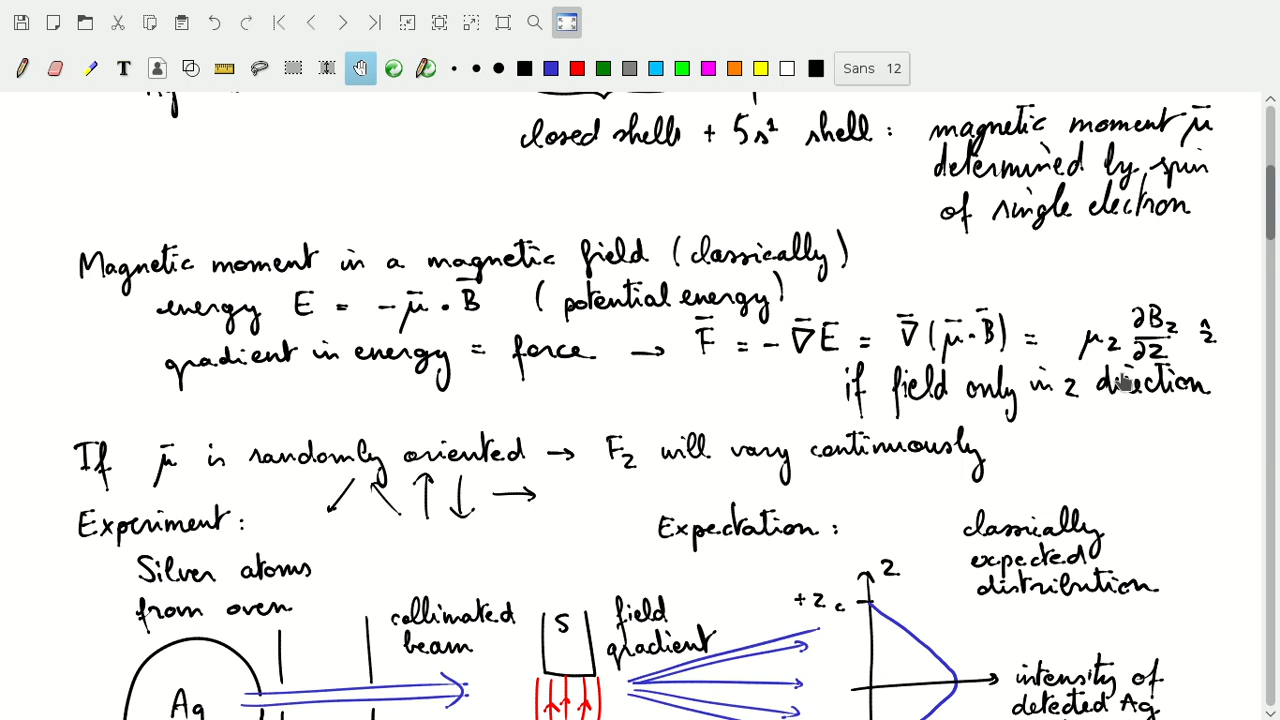 Sans 12
closed shells + 5s¹ shell : magnetic moment μ̄
determined by spin
of single electron
Magnetic moment in a magnetic field (classically)
energy E = - μ̄ · B̄ (potential energy)
gradient in energy = force → F̄ = - ∇̄E = ∇̄(μ̄·B̄) = μz ∂Bz/∂z ẑ
if field only in z direction
If μ̄ is randomly oriented → Fz will vary continuously
Experiment :
Expectation :
classically
expected
distribution
Silver atoms
from oven
collimated
beam
S
field
gradient
z
+zc
Ag
intensity of
detected Ag